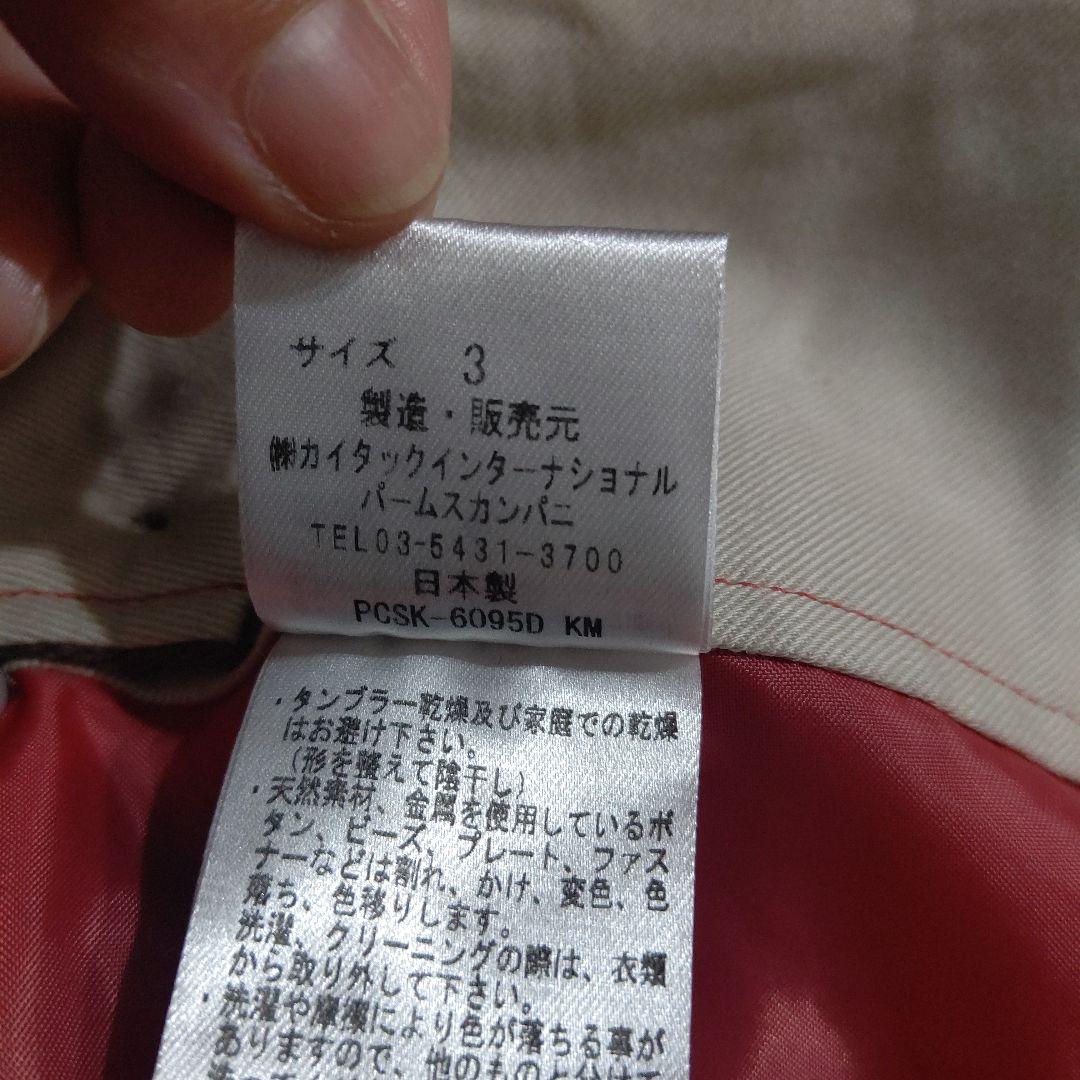 サイズ 3
製造・販売元
㈱カイタックインターナショナル
パームスカンパニ
TEL03-5431-3700
日本製
PCSK-6095D KM
・タンブラー乾燥及び家庭での乾燥
はお避け下さい。
(形を整えて陰干し)
・天然素材、金属を使用しているボ
タン、ビーズ、プレート、ファス
ナーなどは割れ、かけ、変色、色
落ち、色移りします。
洗濯、クリーニングの際は、衣類
から取り外して下さい。
・洗濯や摩擦により色が落ちる事が
ありますので、他のものと分けて